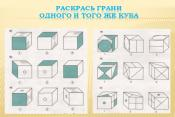 РАСКРАСЬ ГРАНИ
ОДНОГО И ТОГО ЖЕ КУБА